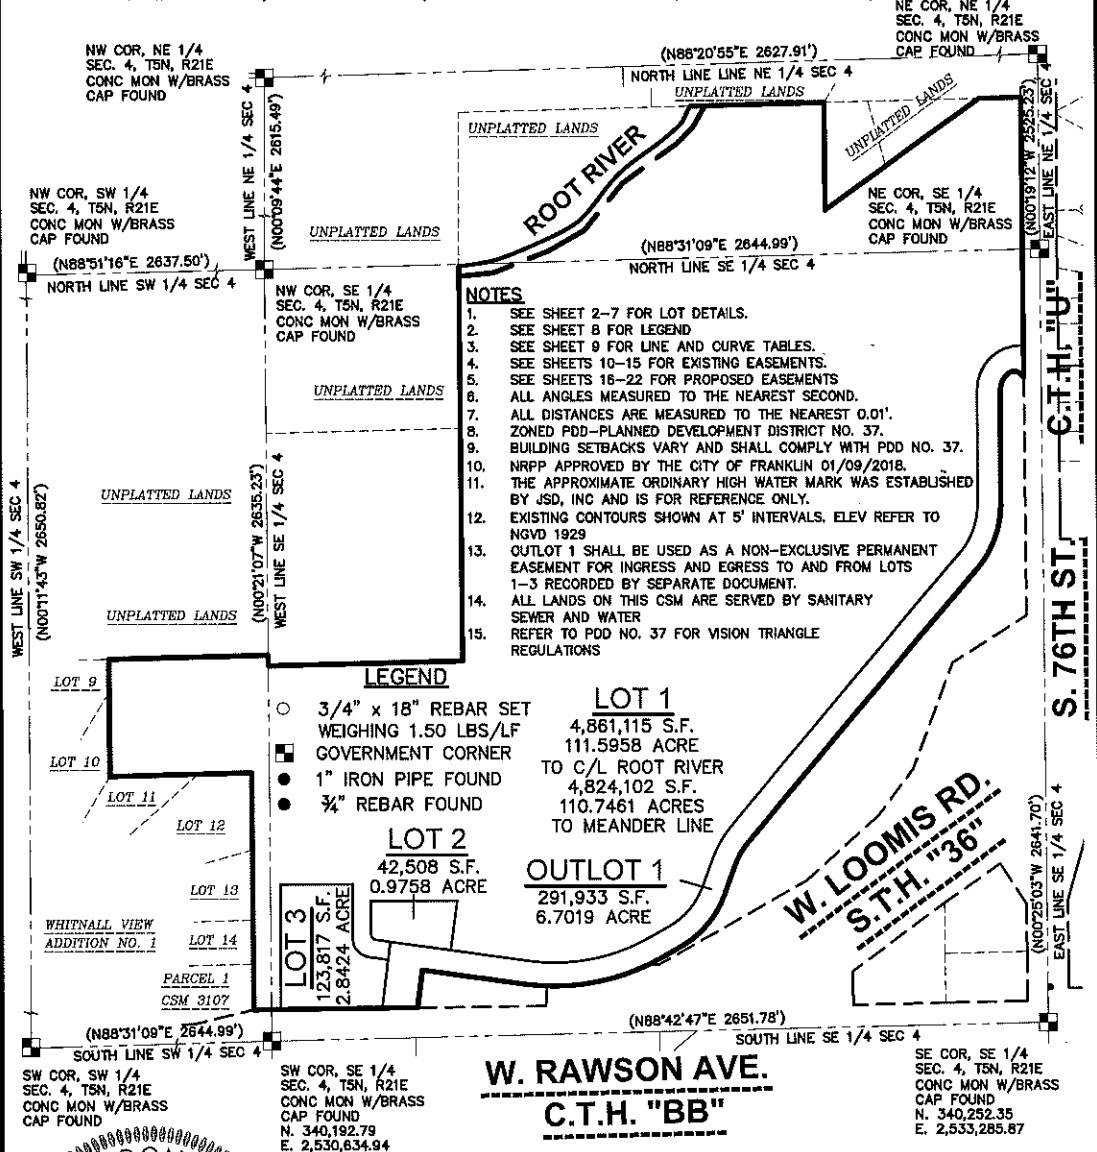 NE COR, NE 1/4
SEC. 4, T5N, R21E
CONC MON W/BRASS
CAP FOUND
NW COR, NE 1/4
SEC. 4, T5N, R21E
CONC MON W/BRASS
CAP FOUND
(N88°20'55"E 2627.91')
NORTH LINE LINE NE 1/4 SEC 4
UNPLATTED LANDS
UNPLATTED LANDS
UNPLATTED LANDS
WEST LINE NE 1/4 SEC 4
(N00°09'44"E 2615.49')
ROOT RIVER
(N00°19'12"W 2525.23')
EAST LINE NE 1/4 SEC 4
NW COR, SW 1/4
SEC. 4, T5N, R21E
CONC MON W/BRASS
CAP FOUND
NE COR, SE 1/4
SEC. 4, T5N, R21E
CONC MON W/BRASS
CAP FOUND
UNPLATTED LANDS
(N88°51'16"E 2637.50')
NORTH LINE SW 1/4 SEC 4
(N88°31'09"E 2644.99')
NORTH LINE SE 1/4 SEC 4
NW COR, SE 1/4
SEC. 4, T5N, R21E
CONC MON W/BRASS
CAP FOUND
NOTES
1. SEE SHEET 2-7 FOR LOT DETAILS.
2. SEE SHEET 8 FOR LEGEND
3. SEE SHEET 9 FOR LINE AND CURVE TABLES.
4. SEE SHEETS 10-15 FOR EXISTING EASEMENTS.
5. SEE SHEETS 16-22 FOR PROPOSED EASEMENTS
6. ALL ANGLES MEASURED TO THE NEAREST SECOND.
7. ALL DISTANCES ARE MEASURED TO THE NEAREST 0.01'.
8. ZONED PDD-PLANNED DEVELOPMENT DISTRICT NO. 37.
9. BUILDING SETBACKS VARY AND SHALL COMPLY WITH PDD NO. 37.
10. NRPP APPROVED BY THE CITY OF FRANKLIN 01/09/2018.
11. THE APPROXIMATE ORDINARY HIGH WATER MARK WAS ESTABLISHED
BY JSD, INC AND IS FOR REFERENCE ONLY.
12. EXISTING CONTOURS SHOWN AT 5' INTERVALS. ELEV REFER TO
NGVD 1929
13. OUTLOT 1 SHALL BE USED AS A NON-EXCLUSIVE PERMANENT
EASEMENT FOR INGRESS AND EGRESS TO AND FROM LOTS
1-3 RECORDED BY SEPARATE DOCUMENT.
14. ALL LANDS ON THIS CSM ARE SERVED BY SANITARY
SEWER AND WATER
15. REFER TO PDD NO. 37 FOR VISION TRIANGLE
REGULATIONS
C.T.H. "U"
S. 76TH ST.
UNPLATTED LANDS
UNPLATTED LANDS
UNPLATTED LANDS
WEST LINE SW 1/4 SEC 4
(N00°11'43"W 2650.82')
(N00°21'07"W 2635.23')
WEST LINE SE 1/4 SEC 4
LEGEND
3/4" x 18" REBAR SET
WEIGHING 1.50 LBS/LF
GOVERNMENT CORNER
1" IRON PIPE FOUND
¾" REBAR FOUND
LOT 1
4,861,115 S.F.
111.5958 ACRE
TO C/L ROOT RIVER
4,824,102 S.F.
110.7461 ACRES
TO MEANDER LINE
LOT 9
LOT 10
LOT 11
LOT 12
LOT 13
LOT 14
WHITNALL VIEW
ADDITION NO. 1
PARCEL 1
CSM 3107
LOT 2
42,508 S.F.
0.9758 ACRE
OUTLOT 1
291,933 S.F.
6.7019 ACRE
LOT 3
123,817 S.F.
2.8424 ACRE
W. LOOMIS RD.
S.T.H. "36"
(N00°25'03"W 2641.70')
EAST LINE SE 1/4 SEC 4
(N88°31'09"E 2644.99')
SOUTH LINE SW 1/4 SEC 4
(N88°42'47"E 2651.78')
SOUTH LINE SE 1/4 SEC 4
SW COR, SW 1/4
SEC. 4, T5N, R21E
CONC MON W/BRASS
CAP FOUND
SW COR, SE 1/4
SEC. 4, T5N, R21E
CONC MON W/BRASS
CAP FOUND
N. 340,192.79
E. 2,530,634.94
W. RAWSON AVE.
C.T.H. "BB"
SE COR, SE 1/4
SEC. 4, T5N, R21E
CONC MON W/BRASS
CAP FOUND
N. 340,252.35
E. 2,533,285.87